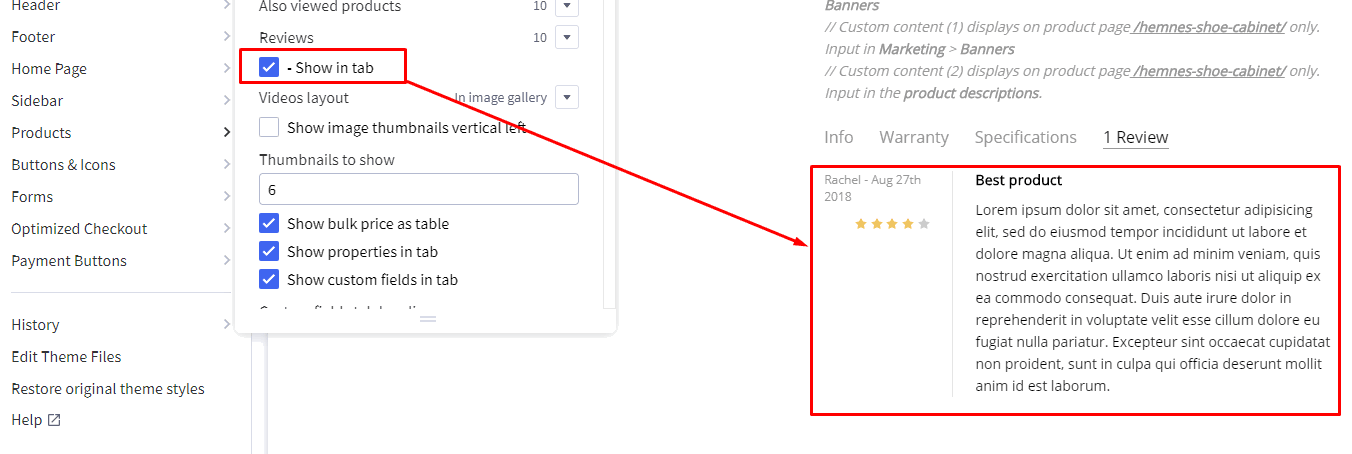 Header
Footer
Home Page
Sidebar
Products
Buttons & Icons
Forms
Optimized Checkout
Payment Buttons
History
Edit Theme Files
Restore original theme styles
Help
Also viewed products 10
Reviews 10
- Show in tab
Videos layout In image gallery
Show image thumbnails vertical left
Thumbnails to show
6
Show bulk price as table
Show properties in tab
Show custom fields in tab
Banners
// Custom content (1) displays on product page /hemnes-shoe-cabinet/ only.
Input in Marketing > Banners
// Custom content (2) displays on product page /hemnes-shoe-cabinet/ only.
Input in the product descriptions.
Info Warranty Specifications 1 Review
Rachel - Aug 27th
2018
Best product
Lorem ipsum dolor sit amet, consectetur adipisicing
elit, sed do eiusmod tempor incididunt ut labore et
dolore magna aliqua. Ut enim ad minim veniam, quis
nostrud exercitation ullamco laboris nisi ut aliquip ex
ea commodo consequat. Duis aute irure dolor in
reprehenderit in voluptate velit esse cillum dolore eu
fugiat nulla pariatur. Excepteur sint occaecat cupidatat
non proident, sunt in culpa qui officia deserunt mollit
anim id est laborum.